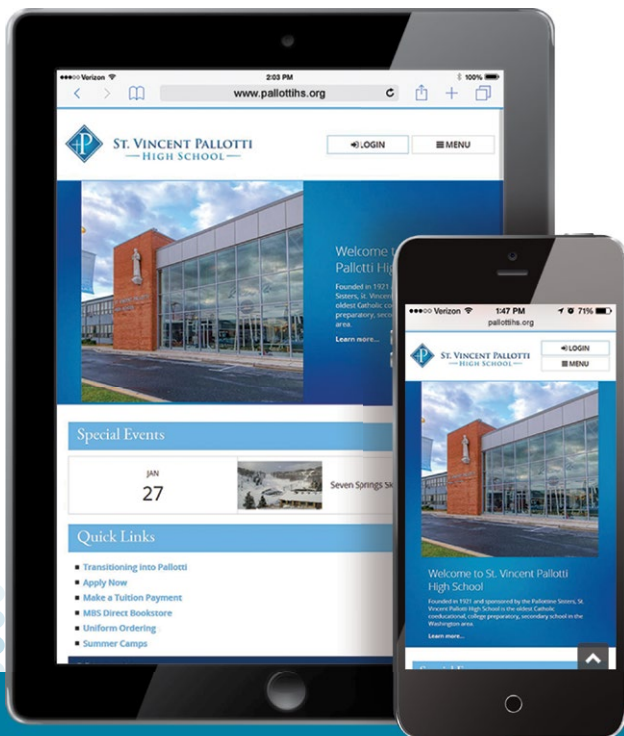 Verizon 2:03 PM 100%
www.pallottihs.org
ST. VINCENT PALLOTTI
HIGH SCHOOL
LOGIN
MENU
Welcome
Pallotti
Founded in 1921
Sisters, St. Vincent
oldest Catholic
preparatory,
area.
Learn more...
Special Events
JAN
27
Seven Springs
Quick Links
Transitioning into Pallotti
Apply Now
Make a Tuition Payment
MBS Direct Bookstore
Uniform Ordering
Summer Camps
Verizon 1:47 PM 71%
pallottihs.org
ST. VINCENT PALLOTTI
HIGH SCHOOL
LOGIN
MENU
Welcome to St. Vincent Pallotti
High School
Founded in 1921 and sponsored by the Pallottine Sisters, St.
Vincent Pallotti High School is the oldest Catholic
coeducational, college preparatory, secondary school in the
Washington area.
Learn more...